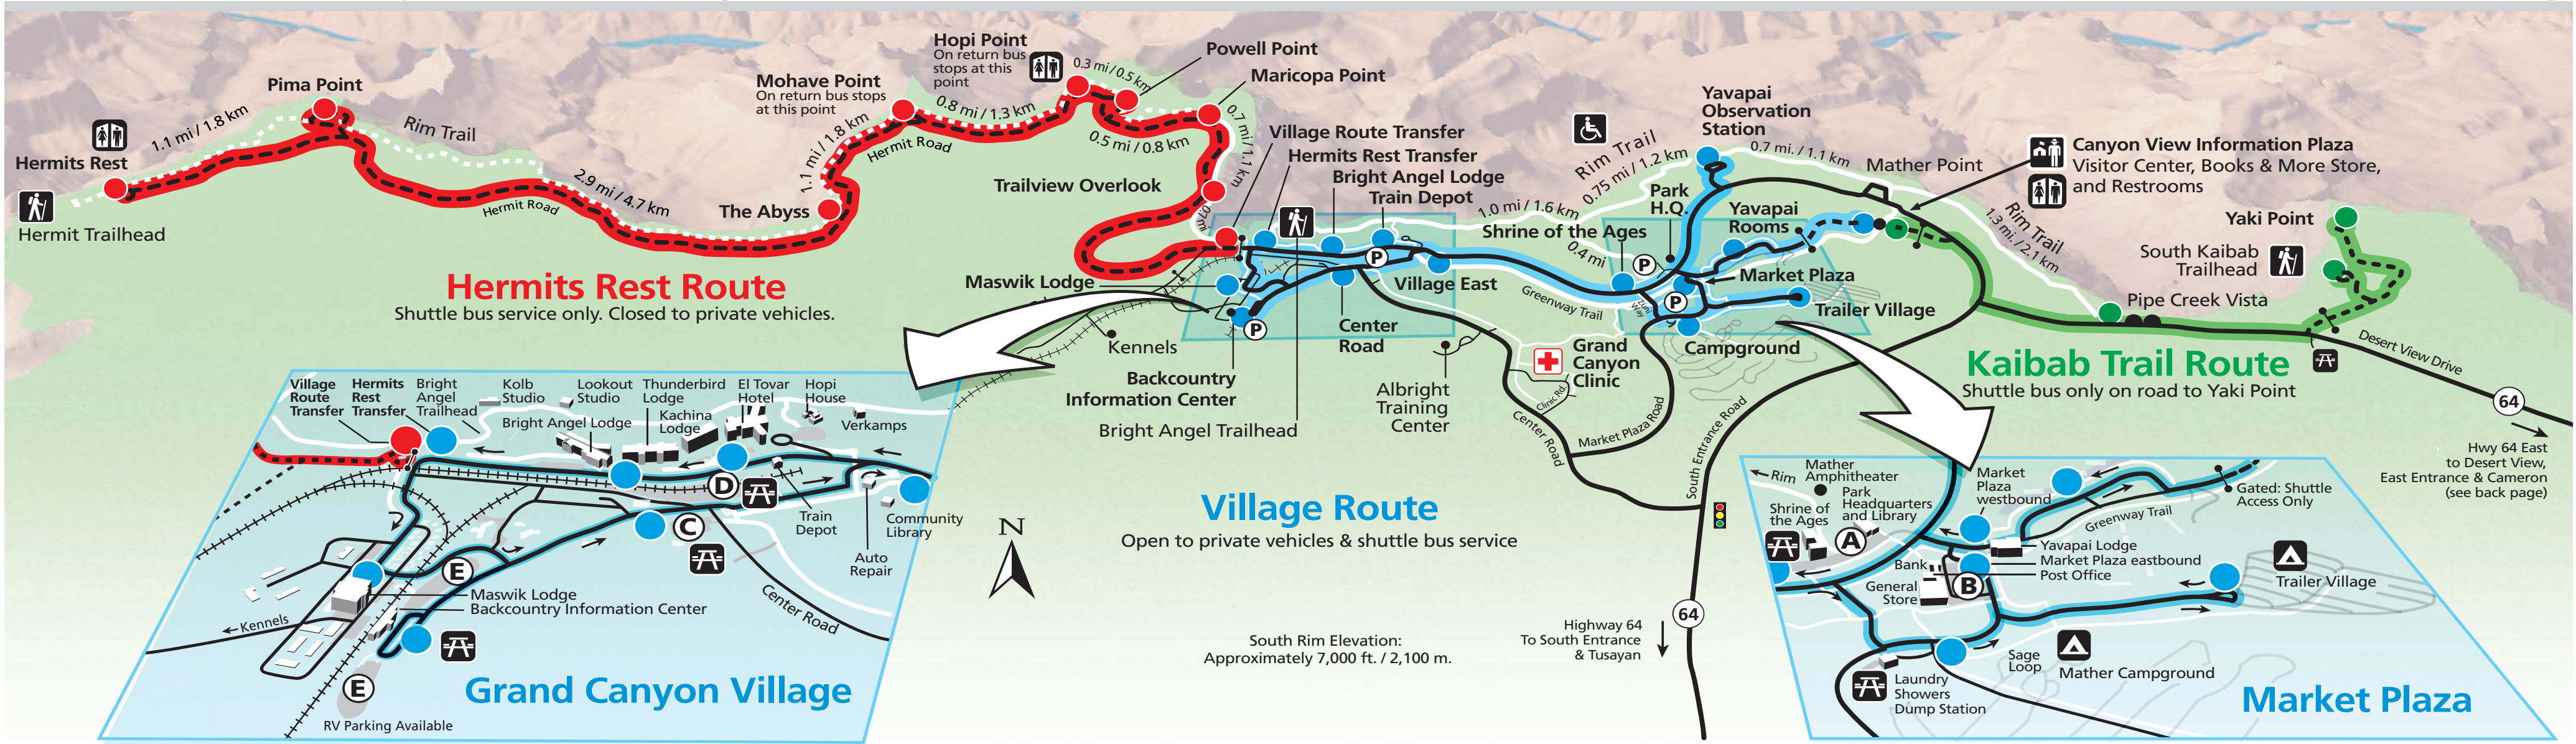 Hopi Point
On return bus
stops at this
point
0.3 mi/0.5 km
Powell Point
Maricopa Point
Pima Point
Mohave Point
On return bus stops
at this point
0.8 mi / 1.3 km
0.5 mi / 0.8 km
0.7 mi / 1.1 km
1.1 mi / 1.8 km
Rim Trail
Hermits Rest
Hermit Trailhead
Hermit Road
2.9 mi / 4.7 km
The Abyss
1.1 mi / 1.8 km
Hermit Road
Trailview Overlook
Village Route Transfer
Hermits Rest Transfer
Bright Angel Lodge
Train Depot
Hermits Rest Route
Shuttle bus service only. Closed to private vehicles.
Maswik Lodge
Kennels
Backcountry
Information Center
Bright Angel Trailhead
P
P
Center
Road
Village East
1.0 mi / 1.6 km
Shrine of the Ages
0.4 mi
Greenway Trail
Albright
Training
Center
Grand
Canyon
Clinic
Clinic Rd.
Center Road
Market Plaza Road
South Entrance Road
Rim Trail
0.75 mi / 1.2 km
Yavapai
Observation
Station
0.7 mi. / 1.1 km
Mather Point
Park
H.Q.
Yavapai
Rooms
P
P
Zuni
Way
Market Plaza
Trailer Village
Campground
Canyon View Information Plaza
Visitor Center, Books & More Store,
and Restrooms
Rim Trail
1.3 mi. / 2.1 km
Yaki Point
South Kaibab
Trailhead
Pipe Creek Vista
Kaibab Trail Route
Shuttle bus only on road to Yaki Point
Desert View Drive
64
Hwy 64 East
to Desert View,
East Entrance & Cameron
(see back page)
Village Route
Open to private vehicles & shuttle bus service
N
South Rim Elevation:
Approximately 7,000 ft. / 2,100 m.
64
Highway 64
To South Entrance
& Tusayan
Village
Route
Transfer
Hermits
Rest
Transfer
Bright
Angel
Trailhead
Kolb
Studio
Lookout
Studio
Thunderbird
Lodge
El Tovar
Hotel
Hopi
House
Bright Angel Lodge
Kachina
Lodge
Verkamps
D
C
E
E
Train
Depot
Community
Library
Auto
Repair
Maswik Lodge
Backcountry Information Center
Kennels
Center Road
RV Parking Available
Grand Canyon Village
Rim
Mather
Amphitheater
Park
Headquarters
and Library
Shrine of
the Ages
A
Market
Plaza
westbound
Gated: Shuttle
Access Only
Greenway Trail
Yavapai Lodge
Market Plaza eastbound
Post Office
Bank
B
General
Store
Trailer Village
Sage
Loop
Mather Campground
Laundry
Showers
Dump Station
Market Plaza